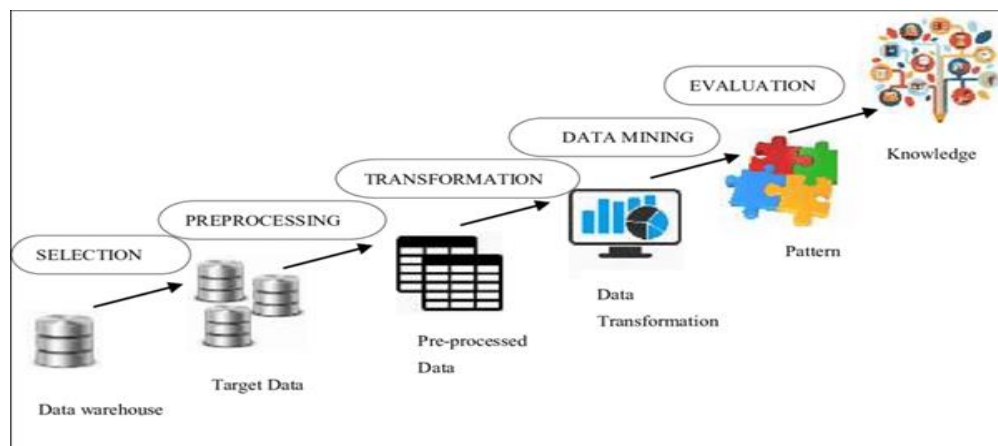 EVALUATION
Knowledge
DATA MINING
TRANSFORMATION
Pattern
PREPROCESSING
Data
Transformation
SELECTION
Pre-processed
Data
Target Data
Data warehouse